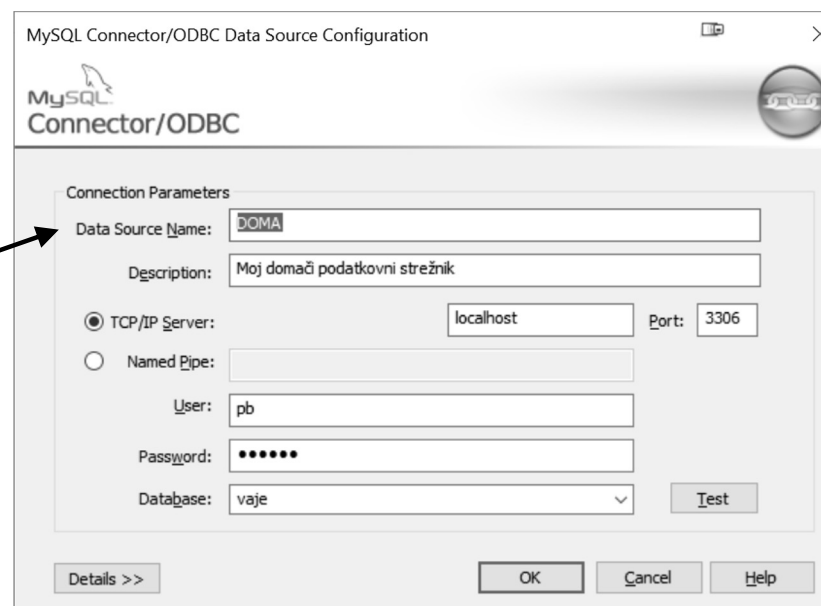 MySQL Connector/ODBC Data Source Configuration
MySQL
Connector/ODBC
Connection Parameters
Data Source Name: DOMA
Description: Moj domači podatkovni strežnik
TCP/IP Server: localhost Port: 3306
Named Pipe:
User: pb
Password: ••••••
Database: vaje Test
Details >> OK Cancel Help